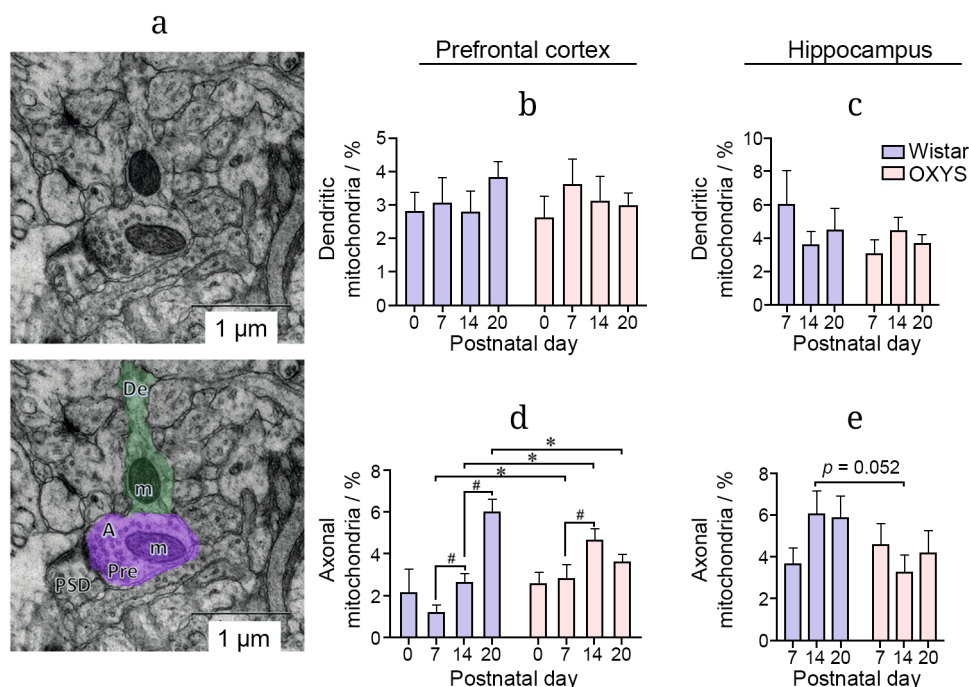 a
Prefrontal cortex
Hippocampus
b
c
5
4
3
2
1
0
Dendritic
mitochondria / %
0 7 14 20 0 7 14 20
Postnatal day
10
8
6
4
2
0
Dendritic
mitochondria / %
Wistar
OXYS
7 14 20 7 14 20
Postnatal day
1 µm
De
m
A
m
Pre
PSD
1 µm
d
e
8
6
4
2
0
Axonal
mitochondria / %
*
*
*
#
#
#
0 7 14 20 0 7 14 20
Postnatal day
8
6
4
2
0
Axonal
mitochondria / %
p = 0.052
7 14 20 7 14 20
Postnatal day